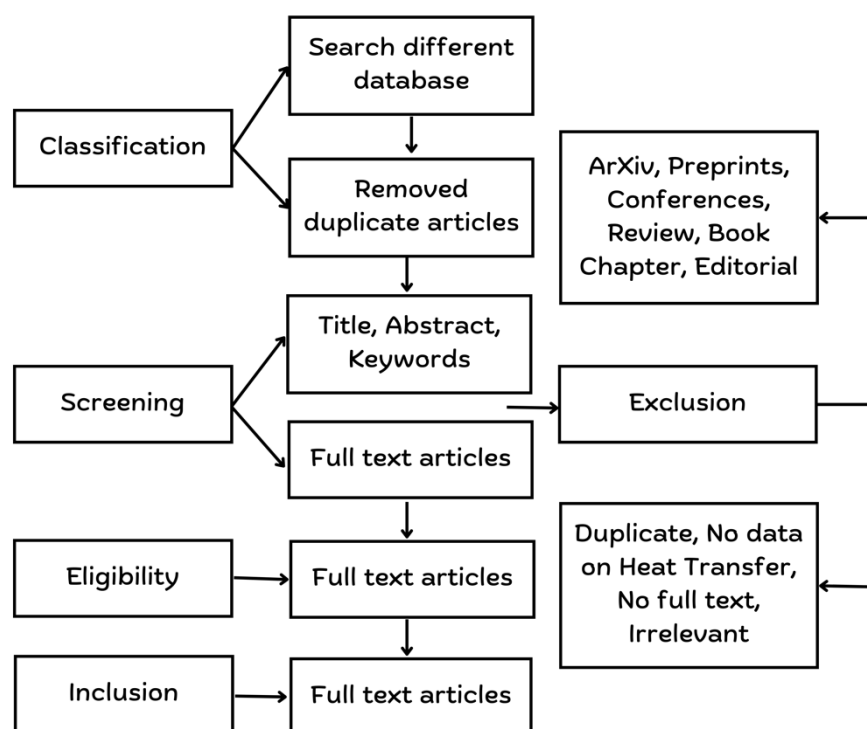 Search different
database
Classification
Removed
duplicate articles
ArXiv, Preprints,
Conferences,
Review, Book
Chapter, Editorial
Title, Abstract,
Keywords
Screening
Exclusion
Full text articles
Eligibility
Full text articles
Duplicate, No data
on Heat Transfer,
No full text,
Irrelevant
Inclusion
Full text articles